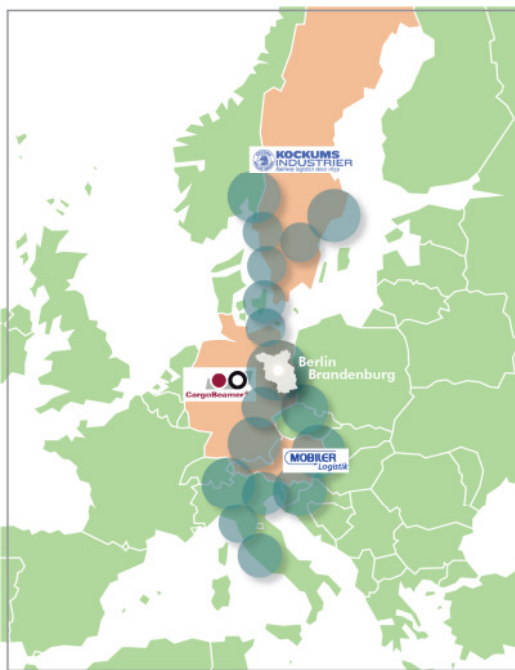 KOCKUMS
INDUSTRIER
Berlin
Brandenburg
CargoBeamer
MOBILER
Logistik